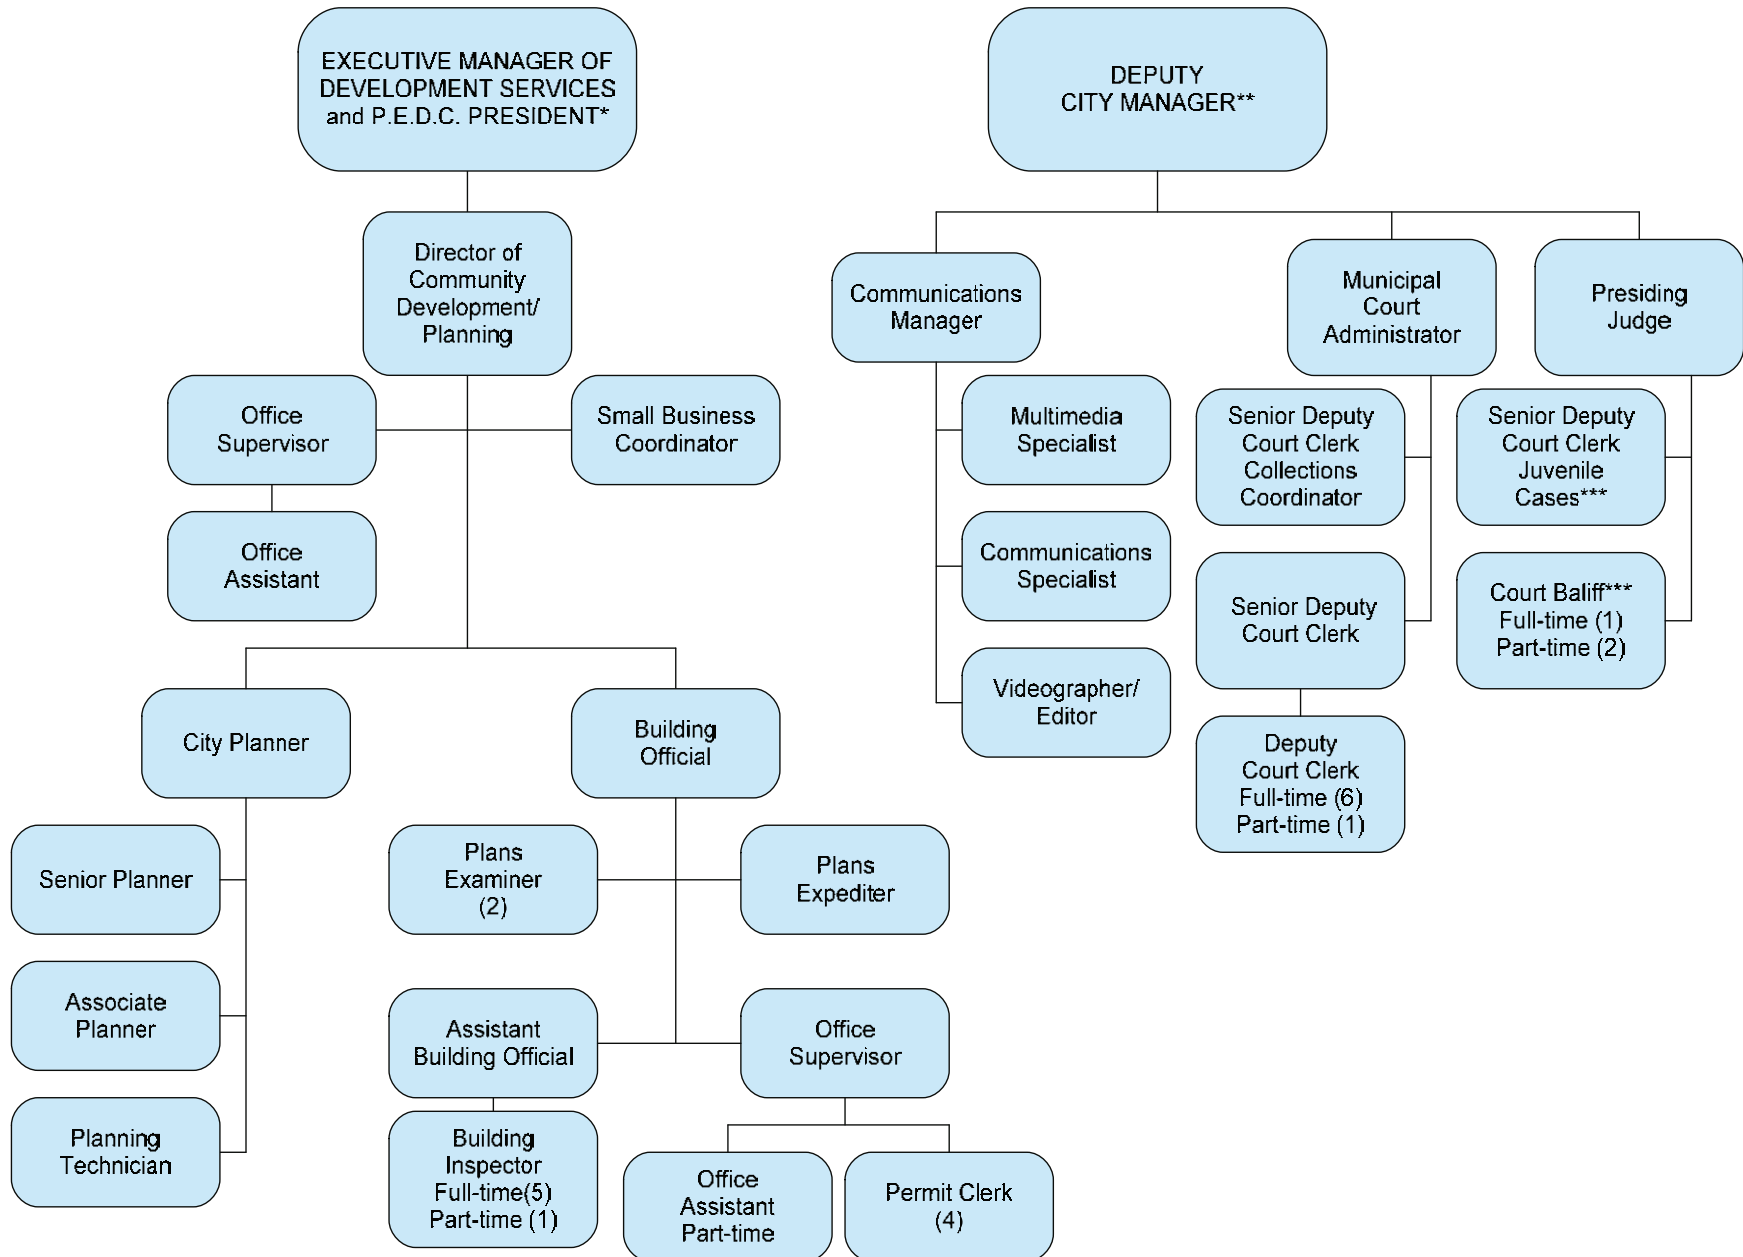 EXECUTIVE MANAGER OF
DEVELOPMENT SERVICES
and P.E.D.C. PRESIDENT*
DEPUTY
CITY MANAGER**
Director of
Community
Development/
Planning
Communications
Manager
Municipal
Court
Administrator
Presiding
Judge
Office
Supervisor
Small Business
Coordinator
Multimedia
Specialist
Senior Deputy
Court Clerk
Collections
Coordinator
Senior Deputy
Court Clerk
Juvenile
Cases***
Office
Assistant
Communications
Specialist
Senior Deputy
Court Clerk
Court Baliff***
Full-time (1)
Part-time (2)
City Planner
Building
Official
Videographer/
Editor
Deputy
Court Clerk
Full-time (6)
Part-time (1)
Senior Planner
Plans
Examiner
(2)
Plans
Expediter
Associate
Planner
Assistant
Building Official
Office
Supervisor
Planning
Technician
Building
Inspector
Full-time(5)
Part-time (1)
Office
Assistant
Part-time
Permit Clerk
(4)